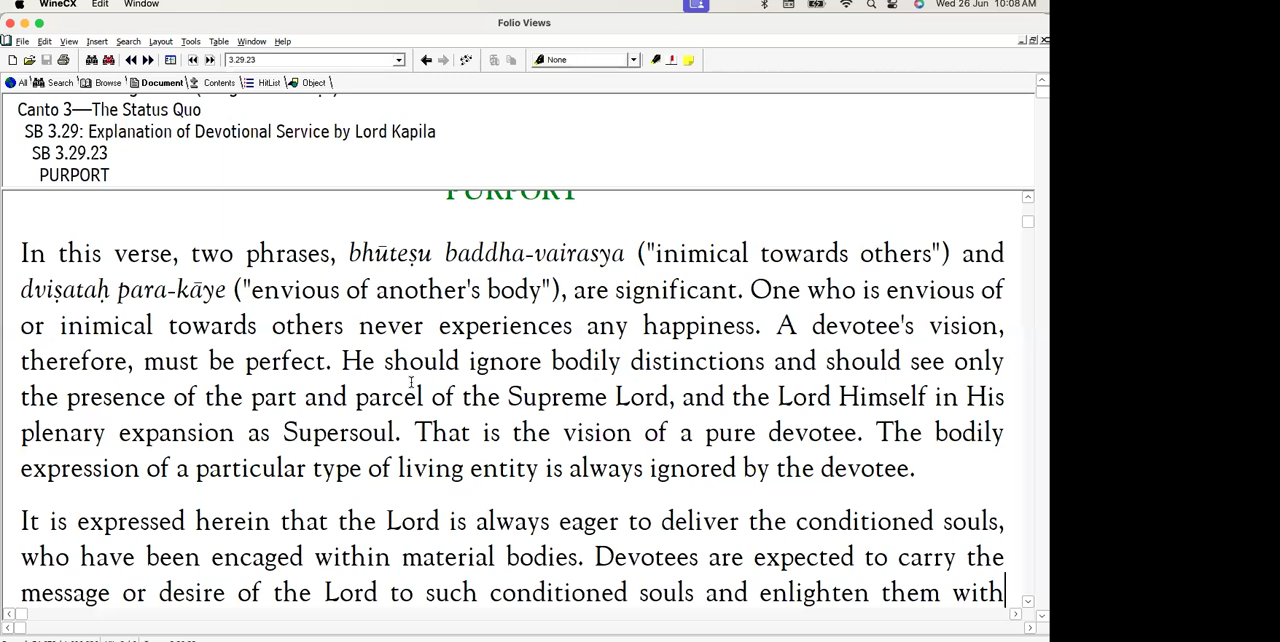 WineCX Edit Window Wed 26 Jun 10:08 AM
Folio Views
File Edit View Insert Search Layout Tools Table Window Help
3.29.23 None
All Search Browse Document Contents HitList Object
Canto 3—The Status Quo
SB 3.29: Explanation of Devotional Service by Lord Kapila
SB 3.29.23
PURPORT
PURPORT
In this verse, two phrases, bhūteṣu baddha-vairasya ("inimical towards others") and
dviṣataḥ para-kāye ("envious of another's body"), are significant. One who is envious of
or inimical towards others never experiences any happiness. A devotee's vision,
therefore, must be perfect. He should ignore bodily distinctions and should see only
the presence of the part and parcel of the Supreme Lord, and the Lord Himself in His
plenary expansion as Supersoul. That is the vision of a pure devotee. The bodily
expression of a particular type of living entity is always ignored by the devotee.
It is expressed herein that the Lord is always eager to deliver the conditioned souls,
who have been encaged within material bodies. Devotees are expected to carry the
message or desire of the Lord to such conditioned souls and enlighten them with